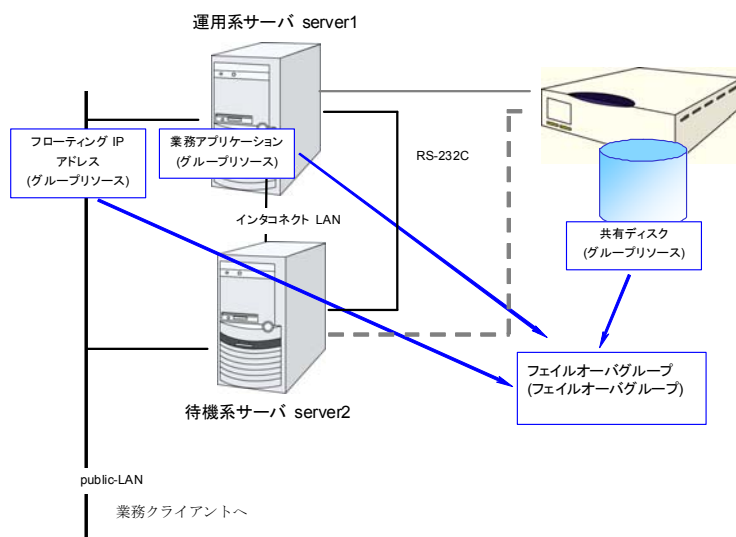 運用系サーバ server1
フローティング IP
アドレス
(グループリソース)
業務アプリケーション
(グループリソース)
RS-232C
インタコネクト LAN
共有ディスク
(グループリソース)
フェイルオーバグループ
(フェイルオーバグループ)
待機系サーバ server2
public-LAN
業務クライアントへ